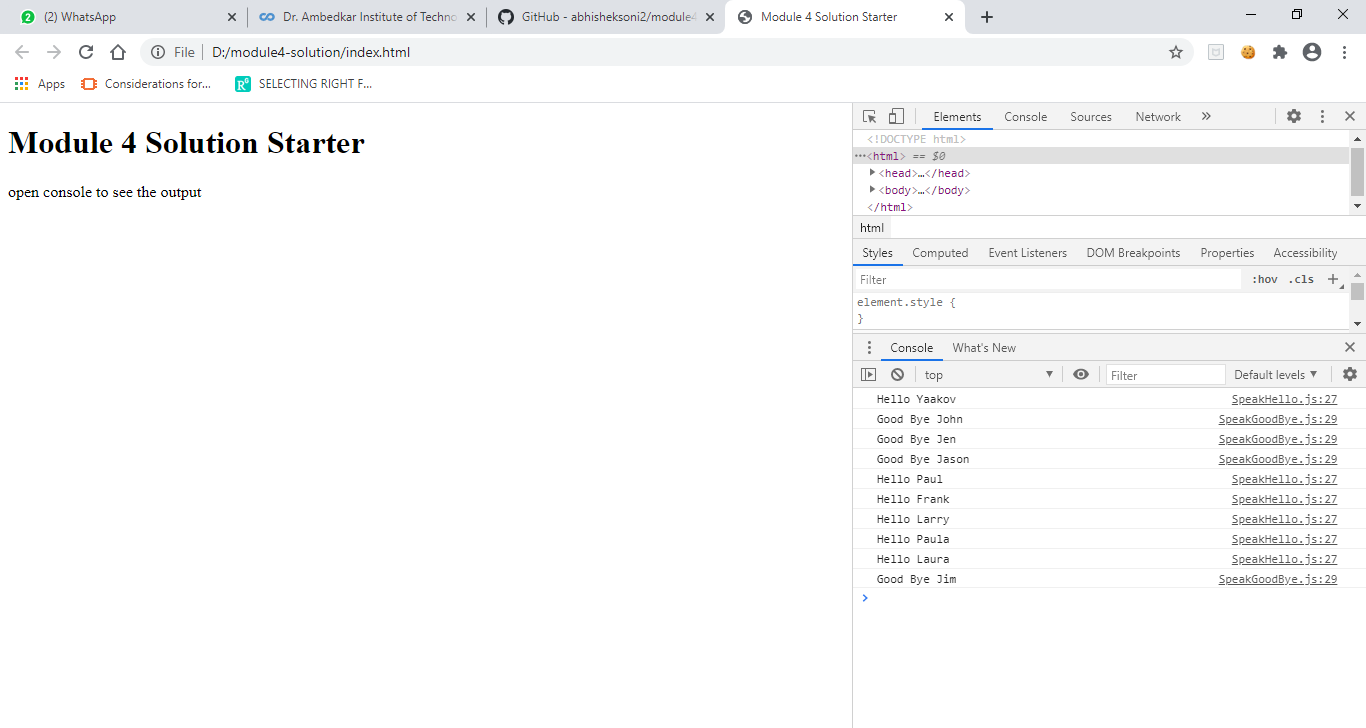 (2) WhatsApp
Dr. Ambedkar Institute of Techno
GitHub - abhisheksoni2/module4
Module 4 Solution Starter
File
D:/module4-solution/index.html
Apps
Considerations for...
SELECTING RIGHT F...
Module 4 Solution Starter
open console to see the output
Elements Console Sources Network »
<!DOCTYPE html>
···<html> == $0
<head>…</head>
<body>…</body>
</html>
html
Styles Computed Event Listeners DOM Breakpoints Properties Accessibility
Filter :hov .cls +
element.style {
}
Console What's New
top Filter Default levels
Hello Yaakov SpeakHello.js:27
Good Bye John SpeakGoodBye.js:29
Good Bye Jen SpeakGoodBye.js:29
Good Bye Jason SpeakGoodBye.js:29
Hello Paul SpeakHello.js:27
Hello Frank SpeakHello.js:27
Hello Larry SpeakHello.js:27
Hello Paula SpeakHello.js:27
Hello Laura SpeakHello.js:27
Good Bye Jim SpeakGoodBye.js:29